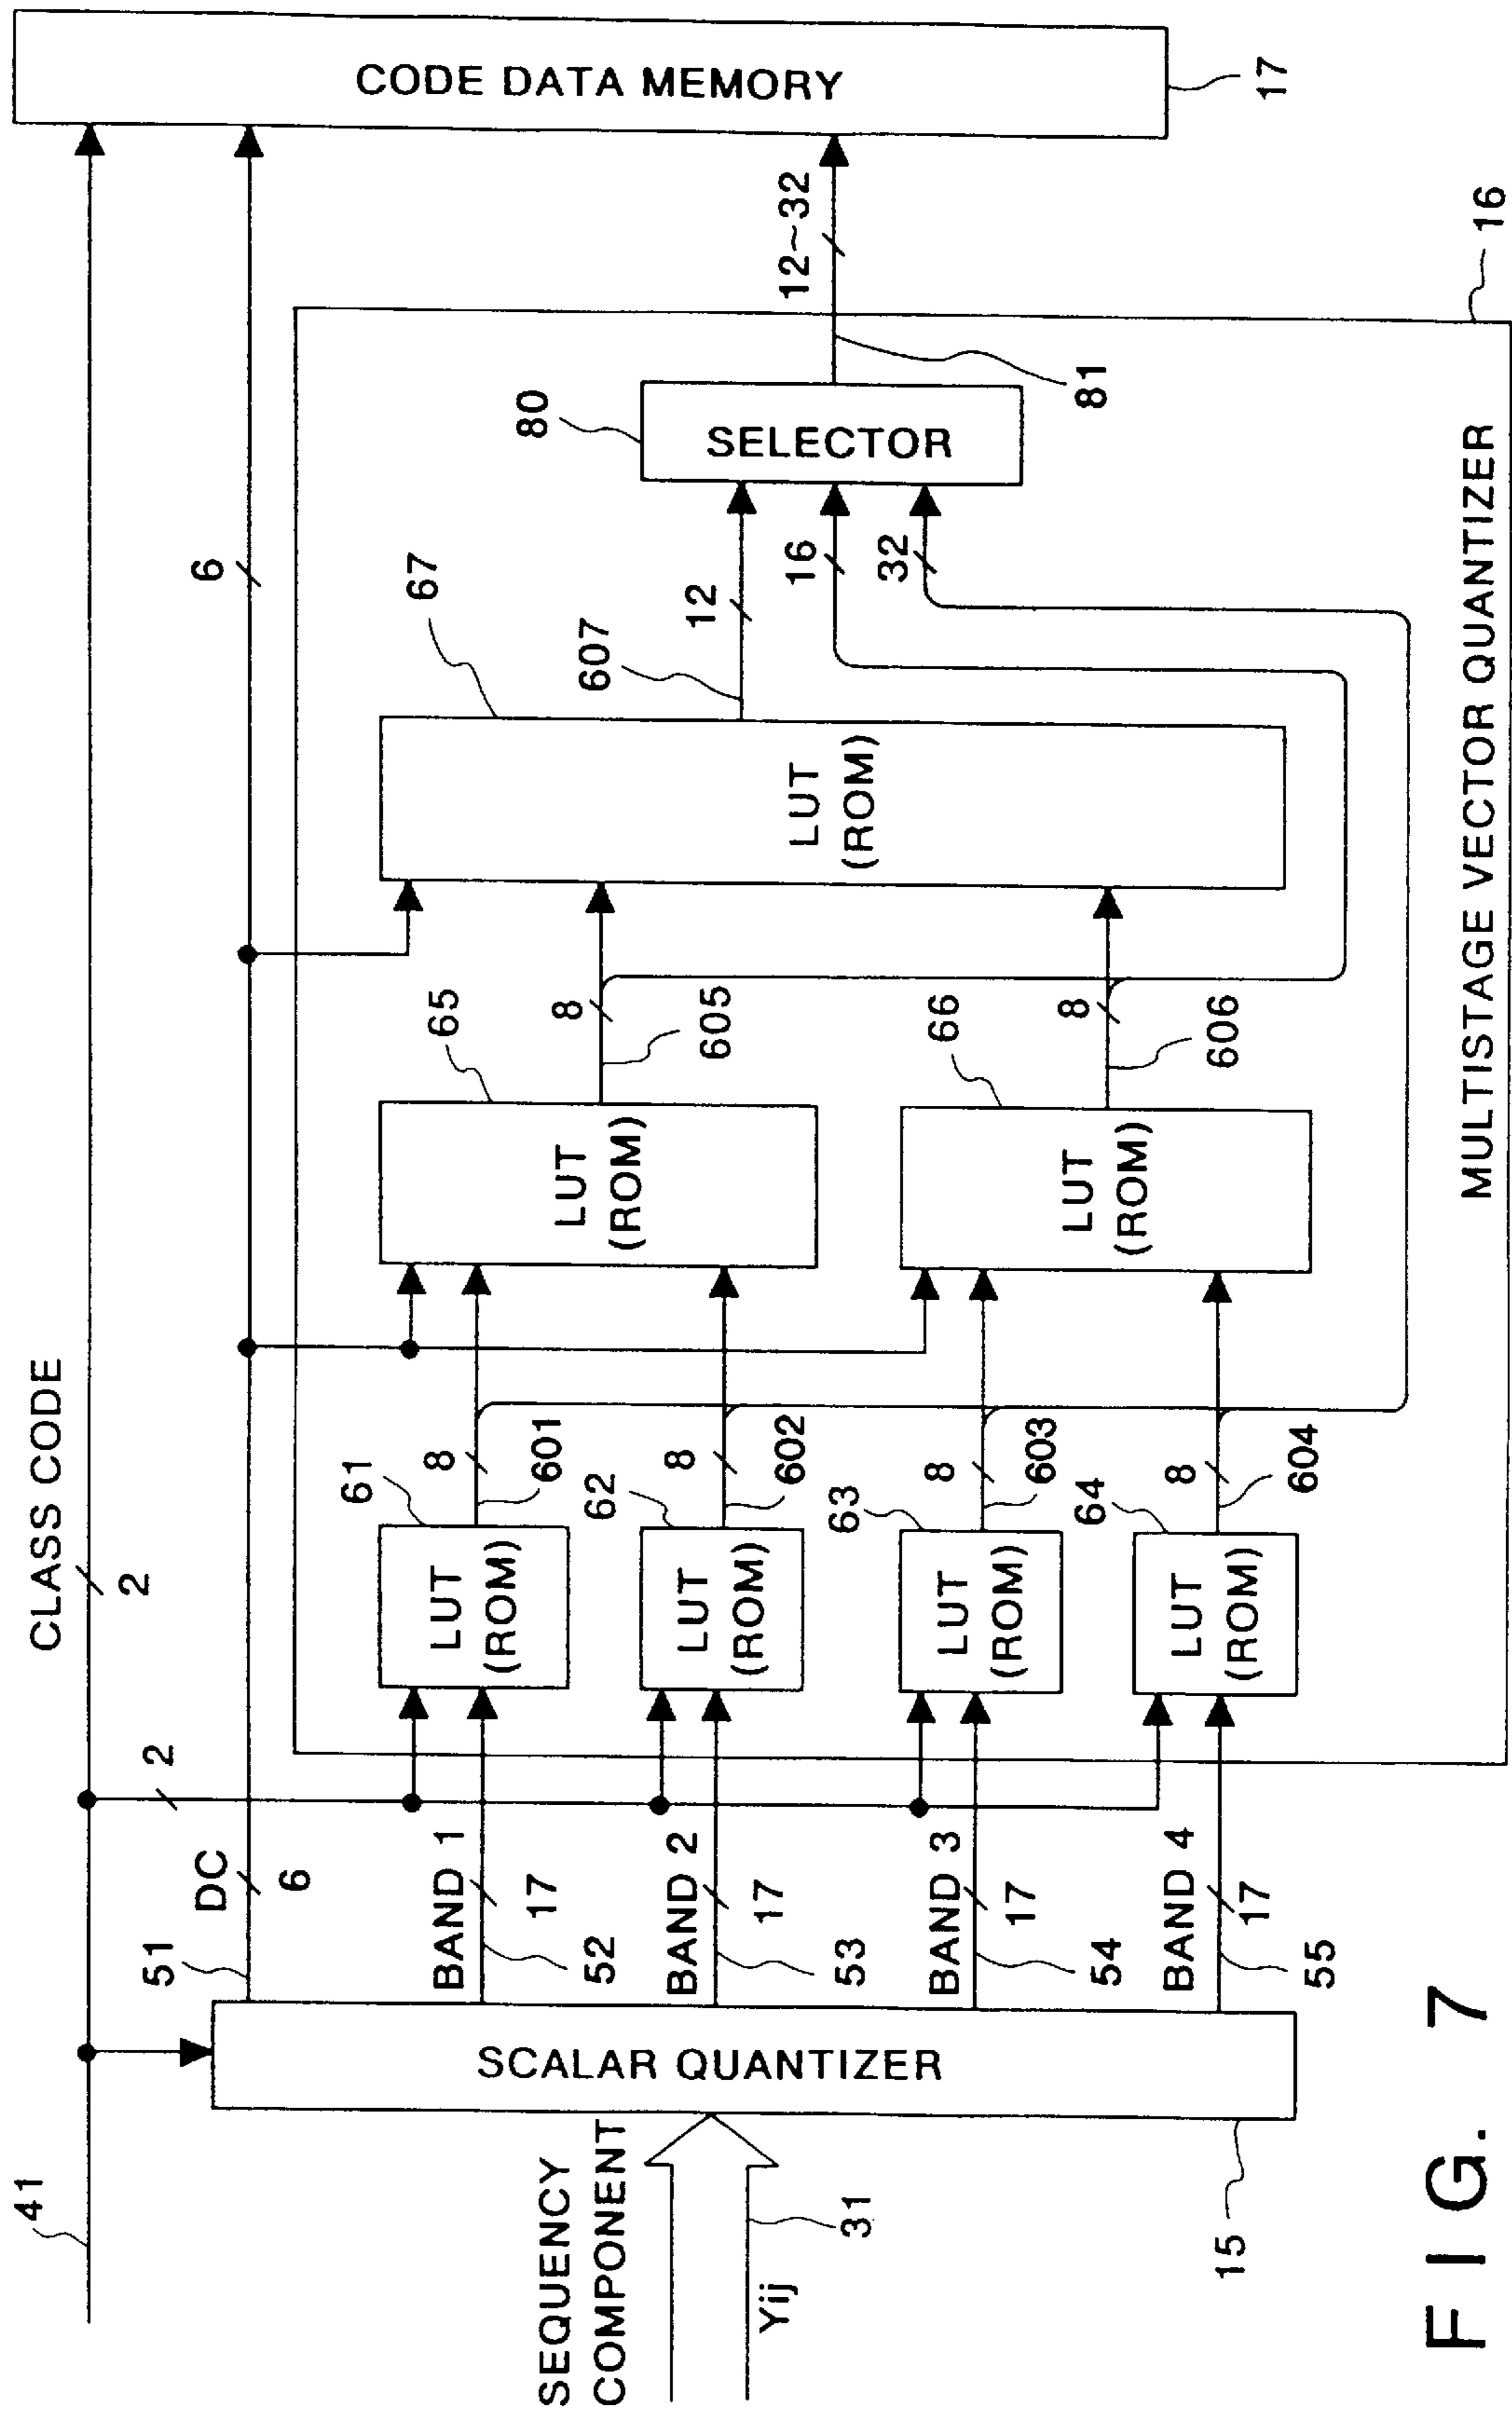 41
CLASS CODE
2
2
6
51
DC
6
SEQUENCY
COMPONENT
Yij
31
SCALAR QUANTIZER
15
BAND 1
17
52
BAND 2
17
53
BAND 3
17
54
BAND 4
17
55
61
LUT
(ROM)
8
601
62
LUT
(ROM)
8
602
63
LUT
(ROM)
8
603
64
LUT
(ROM)
8
604
65
LUT
(ROM)
8
605
66
LUT
(ROM)
8
606
67
LUT
(ROM)
607
12
16
32
80
SELECTOR
81
12~32
CODE DATA MEMORY
17
MULTISTAGE VECTOR QUANTIZER
16
FIG. 7